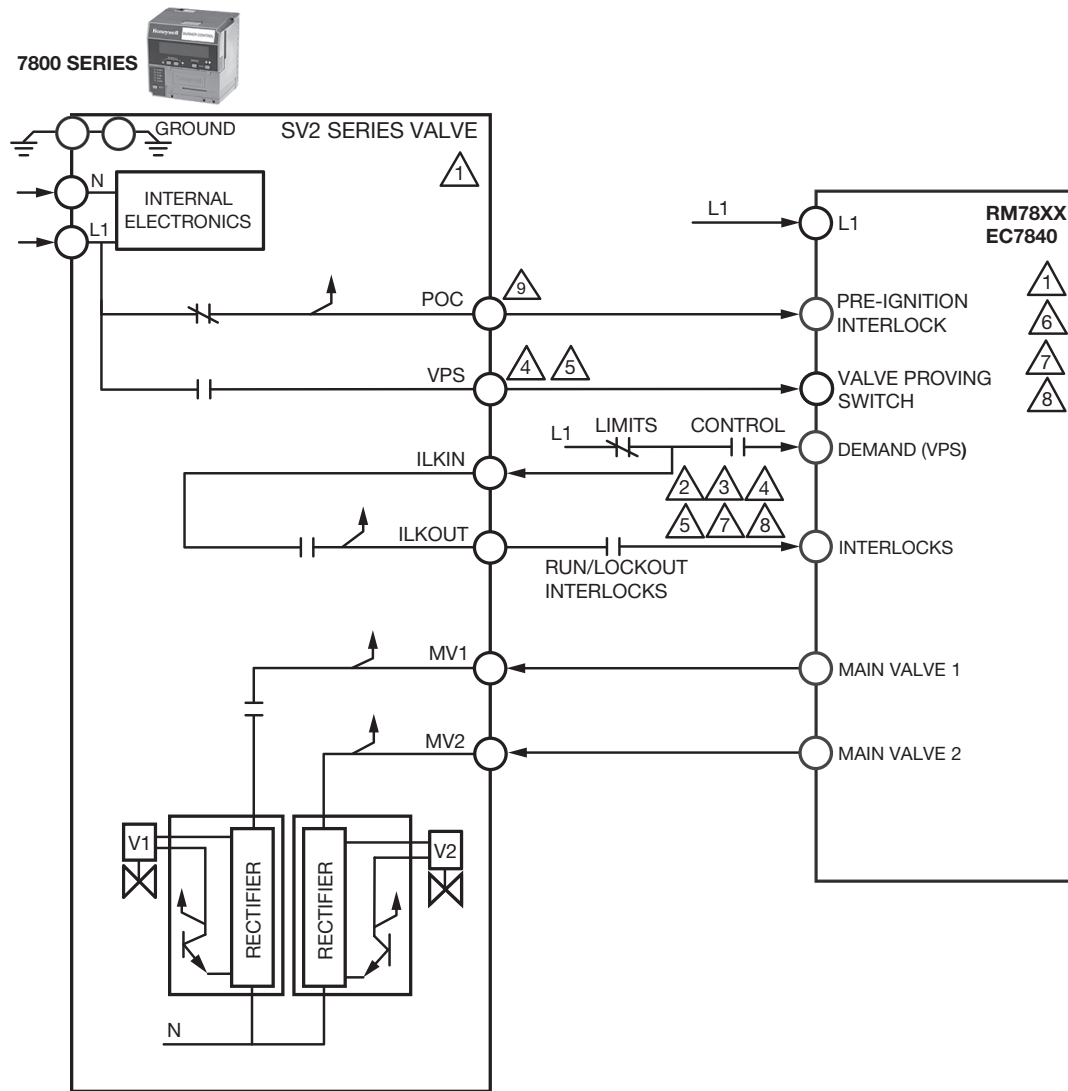 7800 SERIES
Honeywell
BURNER CONTROL
GROUND
SV2 SERIES VALVE
1
N
INTERNAL
ELECTRONICS
L1
L1
L1
RM78XX
EC7840
1
6
7
8
POC
9
PRE-IGNITION
INTERLOCK
VPS
4
5
VALVE PROVING
SWITCH
L1
LIMITS
CONTROL
DEMAND (VPS)
ILKIN
2
3
4
5
7
8
ILKOUT
RUN/LOCKOUT
INTERLOCKS
INTERLOCKS
MV1
MAIN VALVE 1
MV2
MAIN VALVE 2
V1
RECTIFIER
RECTIFIER
V2
N